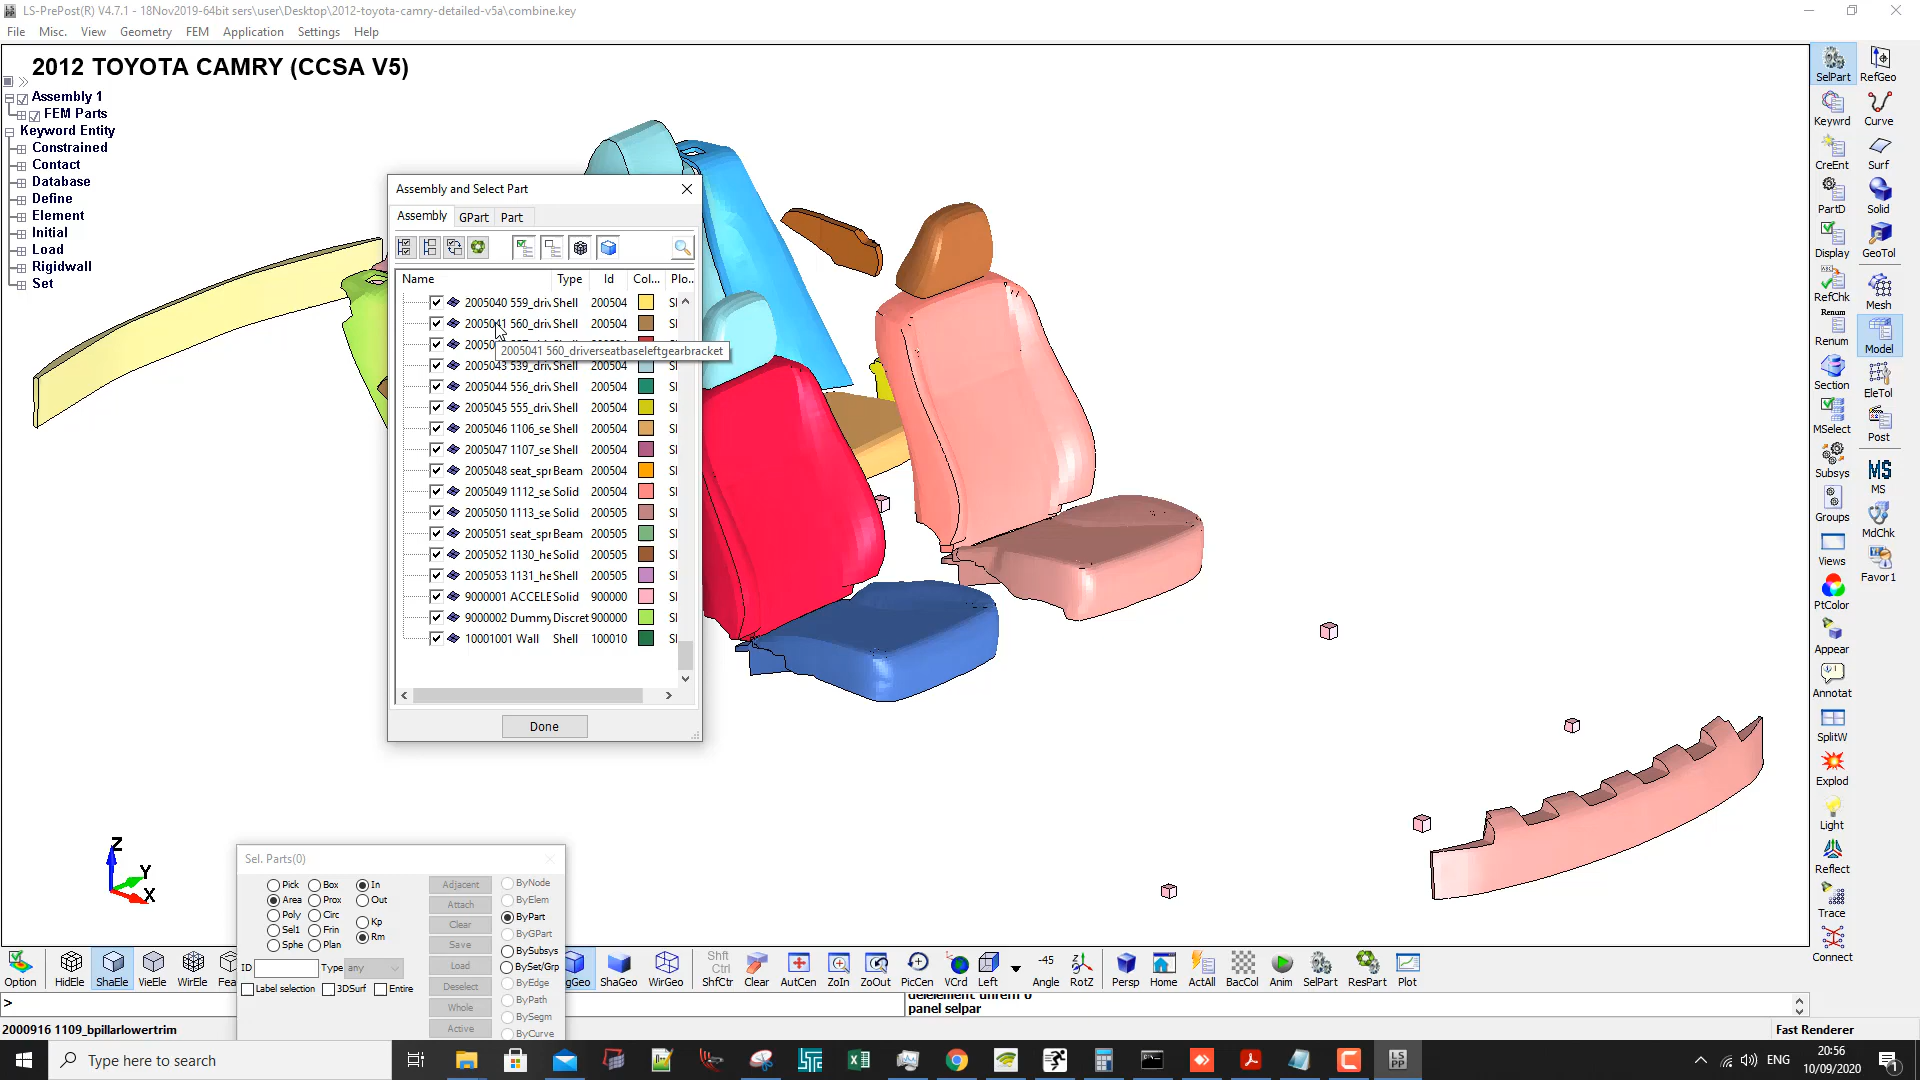 LS-PrePost(R) V4.7.1 - 18Nov2019-64bit sers\user\Desktop\2012-toyota-camry-detailed-v5a\combine.key
File Misc. View Geometry FEM Application Settings Help
2012 TOYOTA CAMRY (CCSA V5)
Assembly 1
FEM Parts
Keyword Entity
Constrained
Contact
Database
Define
Element
Initial
Load
Rigidwall
Set
Assembly and Select Part
Assembly GPart Part
Name Type Id Col... Plo..
2005040 559_driv Shell 200504
2005041 560_driv Shell 200504
2005041 560_driverseatbaseleftgearbracket
2005043 539_driv Shell 200504
2005044 556_driv Shell 200504
2005045 555_driv Shell 200504
2005046 1106_se Shell 200504
2005047 1107_se Shell 200504
2005048 seat_spr Beam 200504
2005049 1112_se Solid 200504
2005050 1113_se Solid 200505
2005051 seat_spr Beam 200505
2005052 1130_he Solid 200505
2005053 1131_he Shell 200505
9000001 ACCELE Solid 900000
9000002 Dummy Discret 900000
10001001 Wall Shell 100010
Done
Z
Y
X
Sel. Parts(0)
Pick Box In Adjacent ByNode
Area Prox Out Attach ByElem
Poly Circ Kp Clear ByPart
Sel1 Frin Rm Save ByGPart
Sphe Plan Load BySubsys
ID Type any BySet/Grp
Label selection 3DSurf Entire Deselect ByEdge
Whole ByPath
Active BySegm
ByCurve
SelPart RefGeo
Keywrd Curve
CreEnt Surf
PartD Solid
Display GeoTol
RefChk Mesh
Renum
Renum Model
Section EleTol
MSelect Post
Subsys MS
MS
Groups MdChk
Views Favor1
PtColor
Appear
Annotat
SplitW
Explod
Light
Reflect
Trace
Connect
Option HidEle ShaEle VieEle WirEle Fea gGeo ShaGeo WirGeo Shft Ctrl ShfCtr Clear AutCen ZoIn ZoOut PicCen VCrd Left -45 Angle RotZ Persp Home ActAll BacCol Anim SelPart ResPart Plot
>
delelement unrem 0
panel selpar
2000916 1109_bpillarlowertrim
Fast Renderer
Type here to search
LS
PP
ENG
20:56
10/09/2020
1